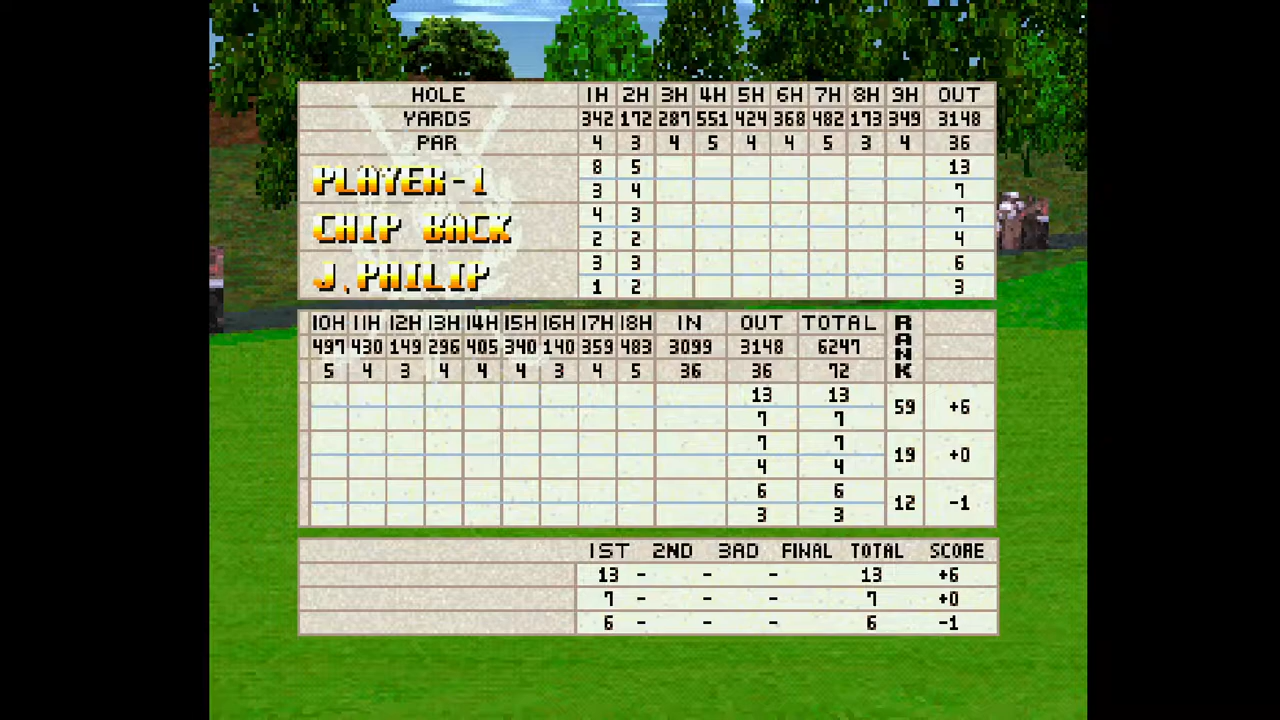 HOLE 1H 2H 3H 4H 5H 6H 7H 8H 9H OUT
YARDS 342 172 287 551 424 368 482 173 349 3148
PAR 4 3 4 5 4 4 5 3 4 36
PLAYER-1 8 5 13
3 4 7
CHIP BACK 4 3 7
2 2 4
J.PHILIP 3 3 6
1 2 3
10H 11H 12H 13H 14H 15H 16H 17H 18H IN OUT TOTAL RANK
497 430 149 296 405 340 140 359 483 3099 3148 6247
5 4 3 4 4 4 3 4 5 36 36 72
13 13 59 +6
7 7
7 7 19 +0
4 4
6 6 12 -1
3 3
1ST 2ND 3RD FINAL TOTAL SCORE
13 - - - 13 +6
7 - - - 7 +0
6 - - - 6 -1